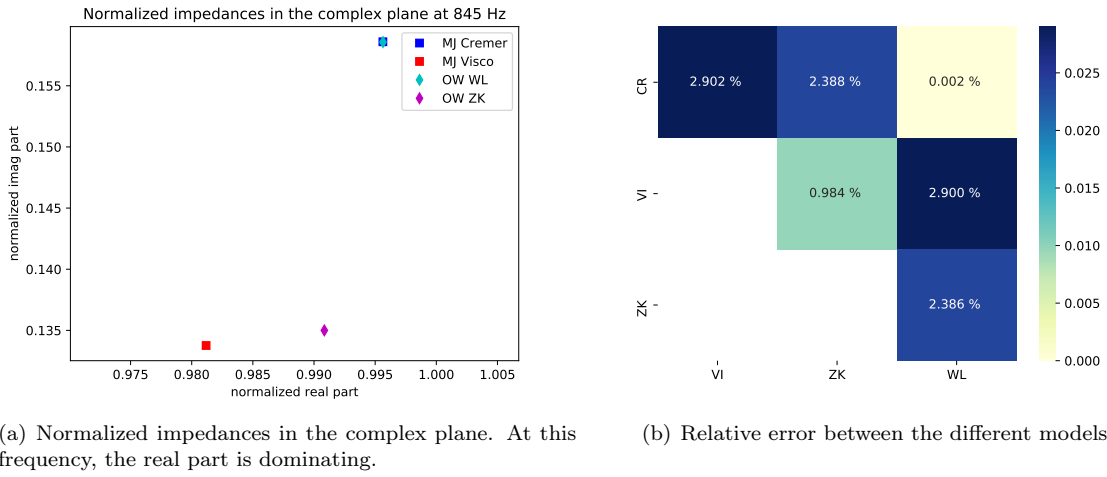 Normalized impedances in the complex plane at 845 Hz
MJ Cremer
MJ Visco
OW WL
OW ZK
0.155
0.150
0.145
0.140
0.135
normalized imag part
0.975 0.980 0.985 0.990 0.995 1.000 1.005
normalized real part
CR
VI
ZK
2.902 % 2.388 % 0.002 %
0.984 % 2.900 %
2.386 %
VI ZK WL
0.025
0.020
0.015
0.010
0.005
0.000
(a) Normalized impedances in the complex plane. At this
frequency, the real part is dominating.
(b) Relative error between the different models